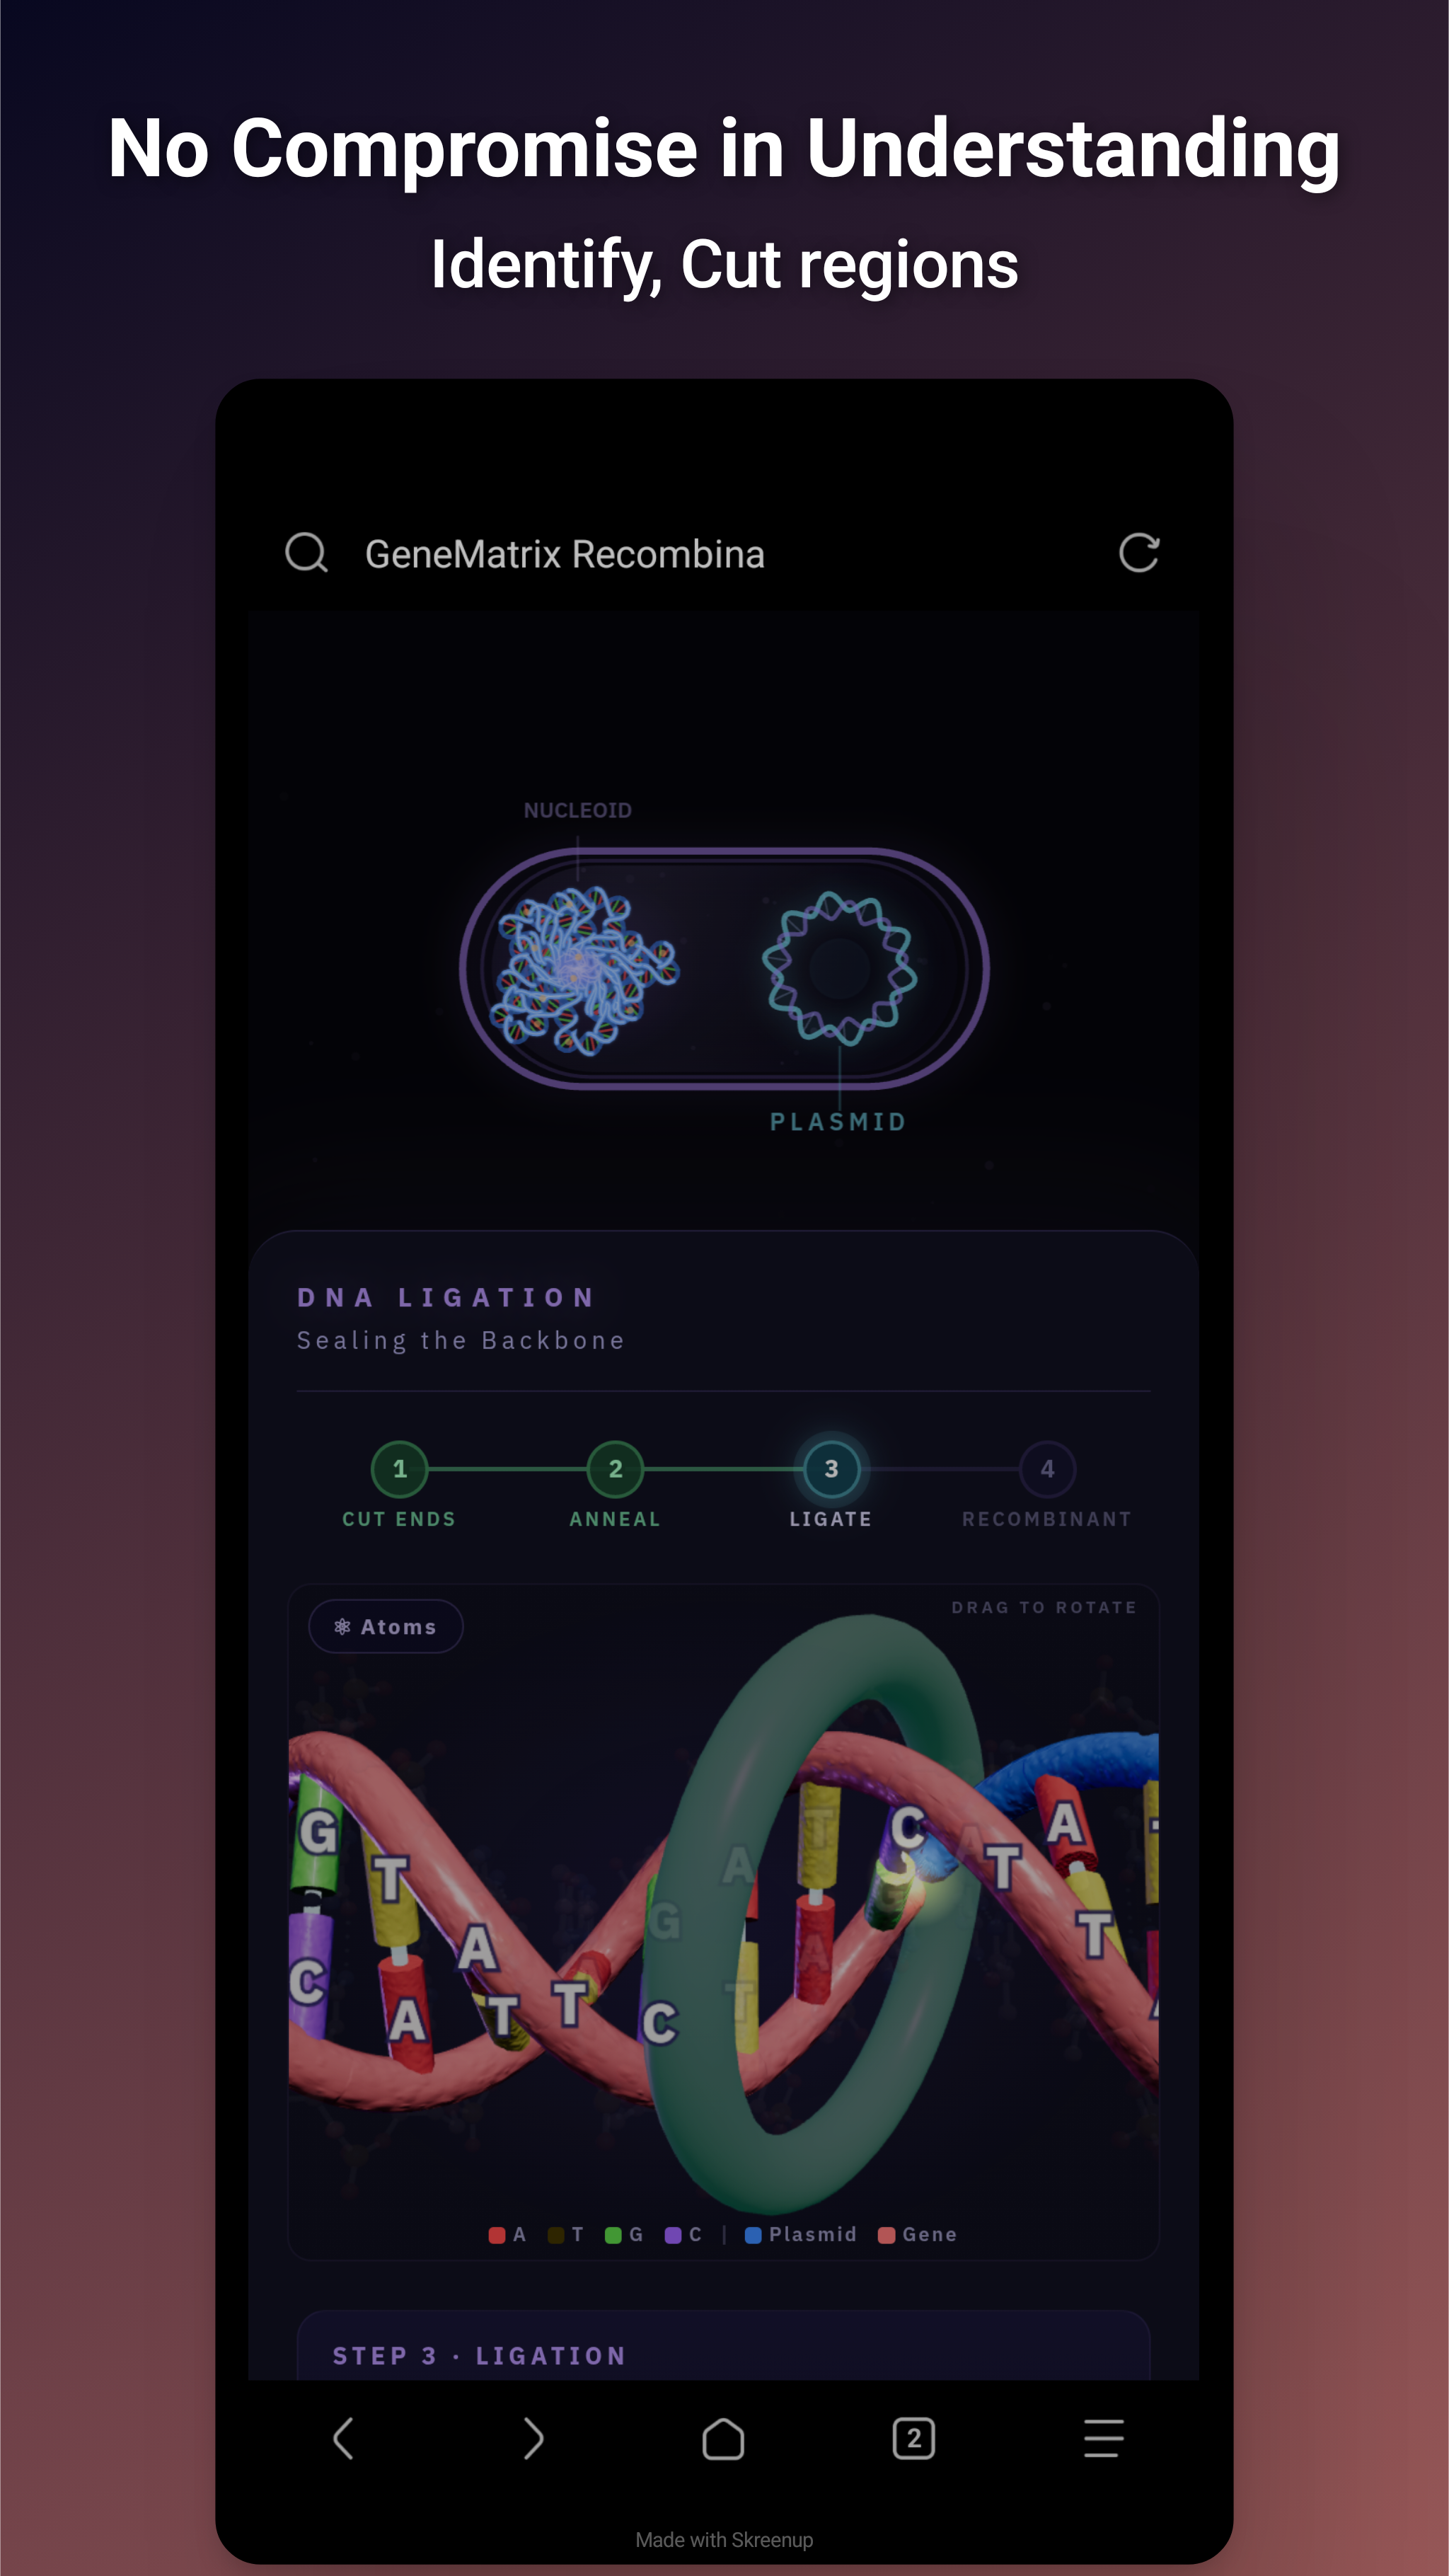 No Compromise in Understanding
Identify, Cut regions
GeneMatrix Recombina
NUCLEOID
PLASMID
DNA LIGATION
Sealing the Backbone
1 2 3 4
CUT ENDS ANNEAL LIGATE RECOMBINANT
Atoms
DRAG TO ROTATE
G T A T C A T A
C A T T C A T T
G A
A T G C | Plasmid Gene
STEP 3 · LIGATION
2
Made with Skreenup